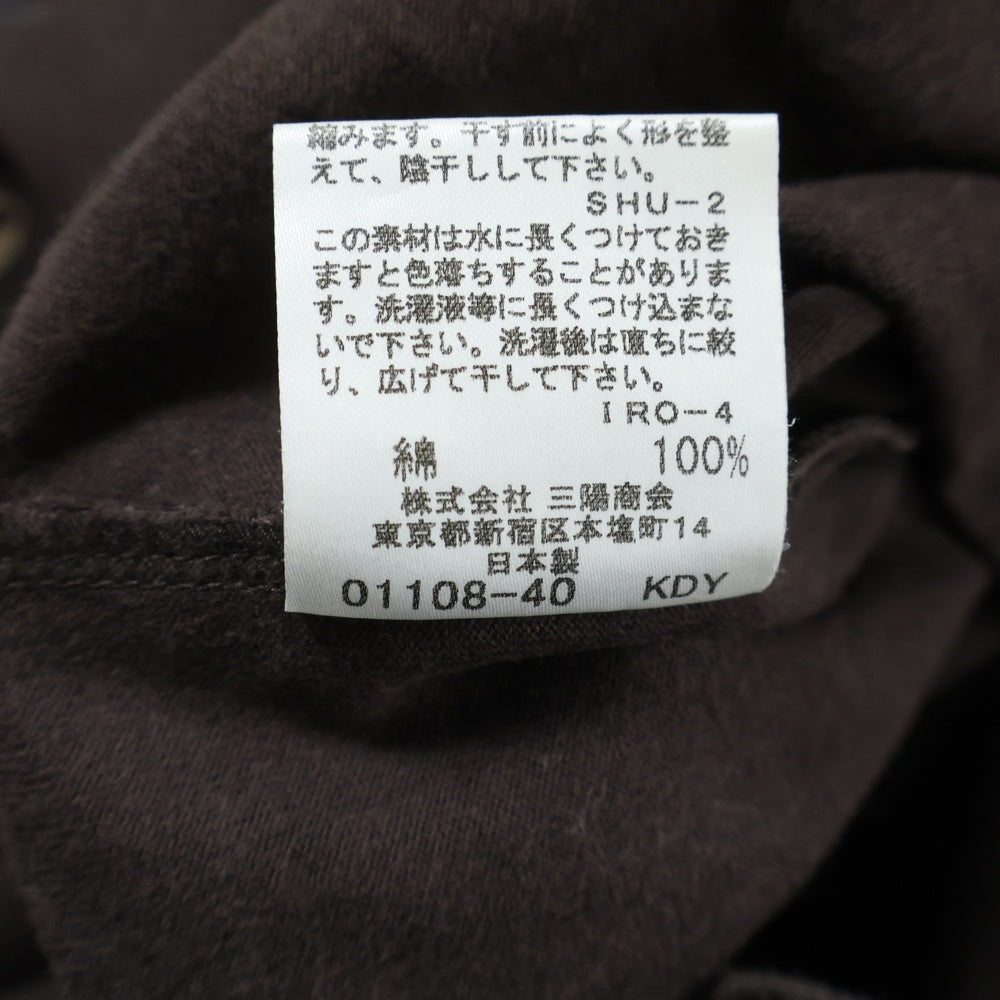 縮みます。干す前によく形を整
えて、陰干しして下さい。
SHU-2
この素材は水に長くつけておき
ますと色落ちすることがありま
す。洗濯液等に長くつけ込まな
いで下さい。洗濯後は直ちに絞
り、広げて干して下さい。
IRO-4
綿 100%
株式会社 三陽商会
東京都新宿区本塩町14
日本製
01108-40 KDY